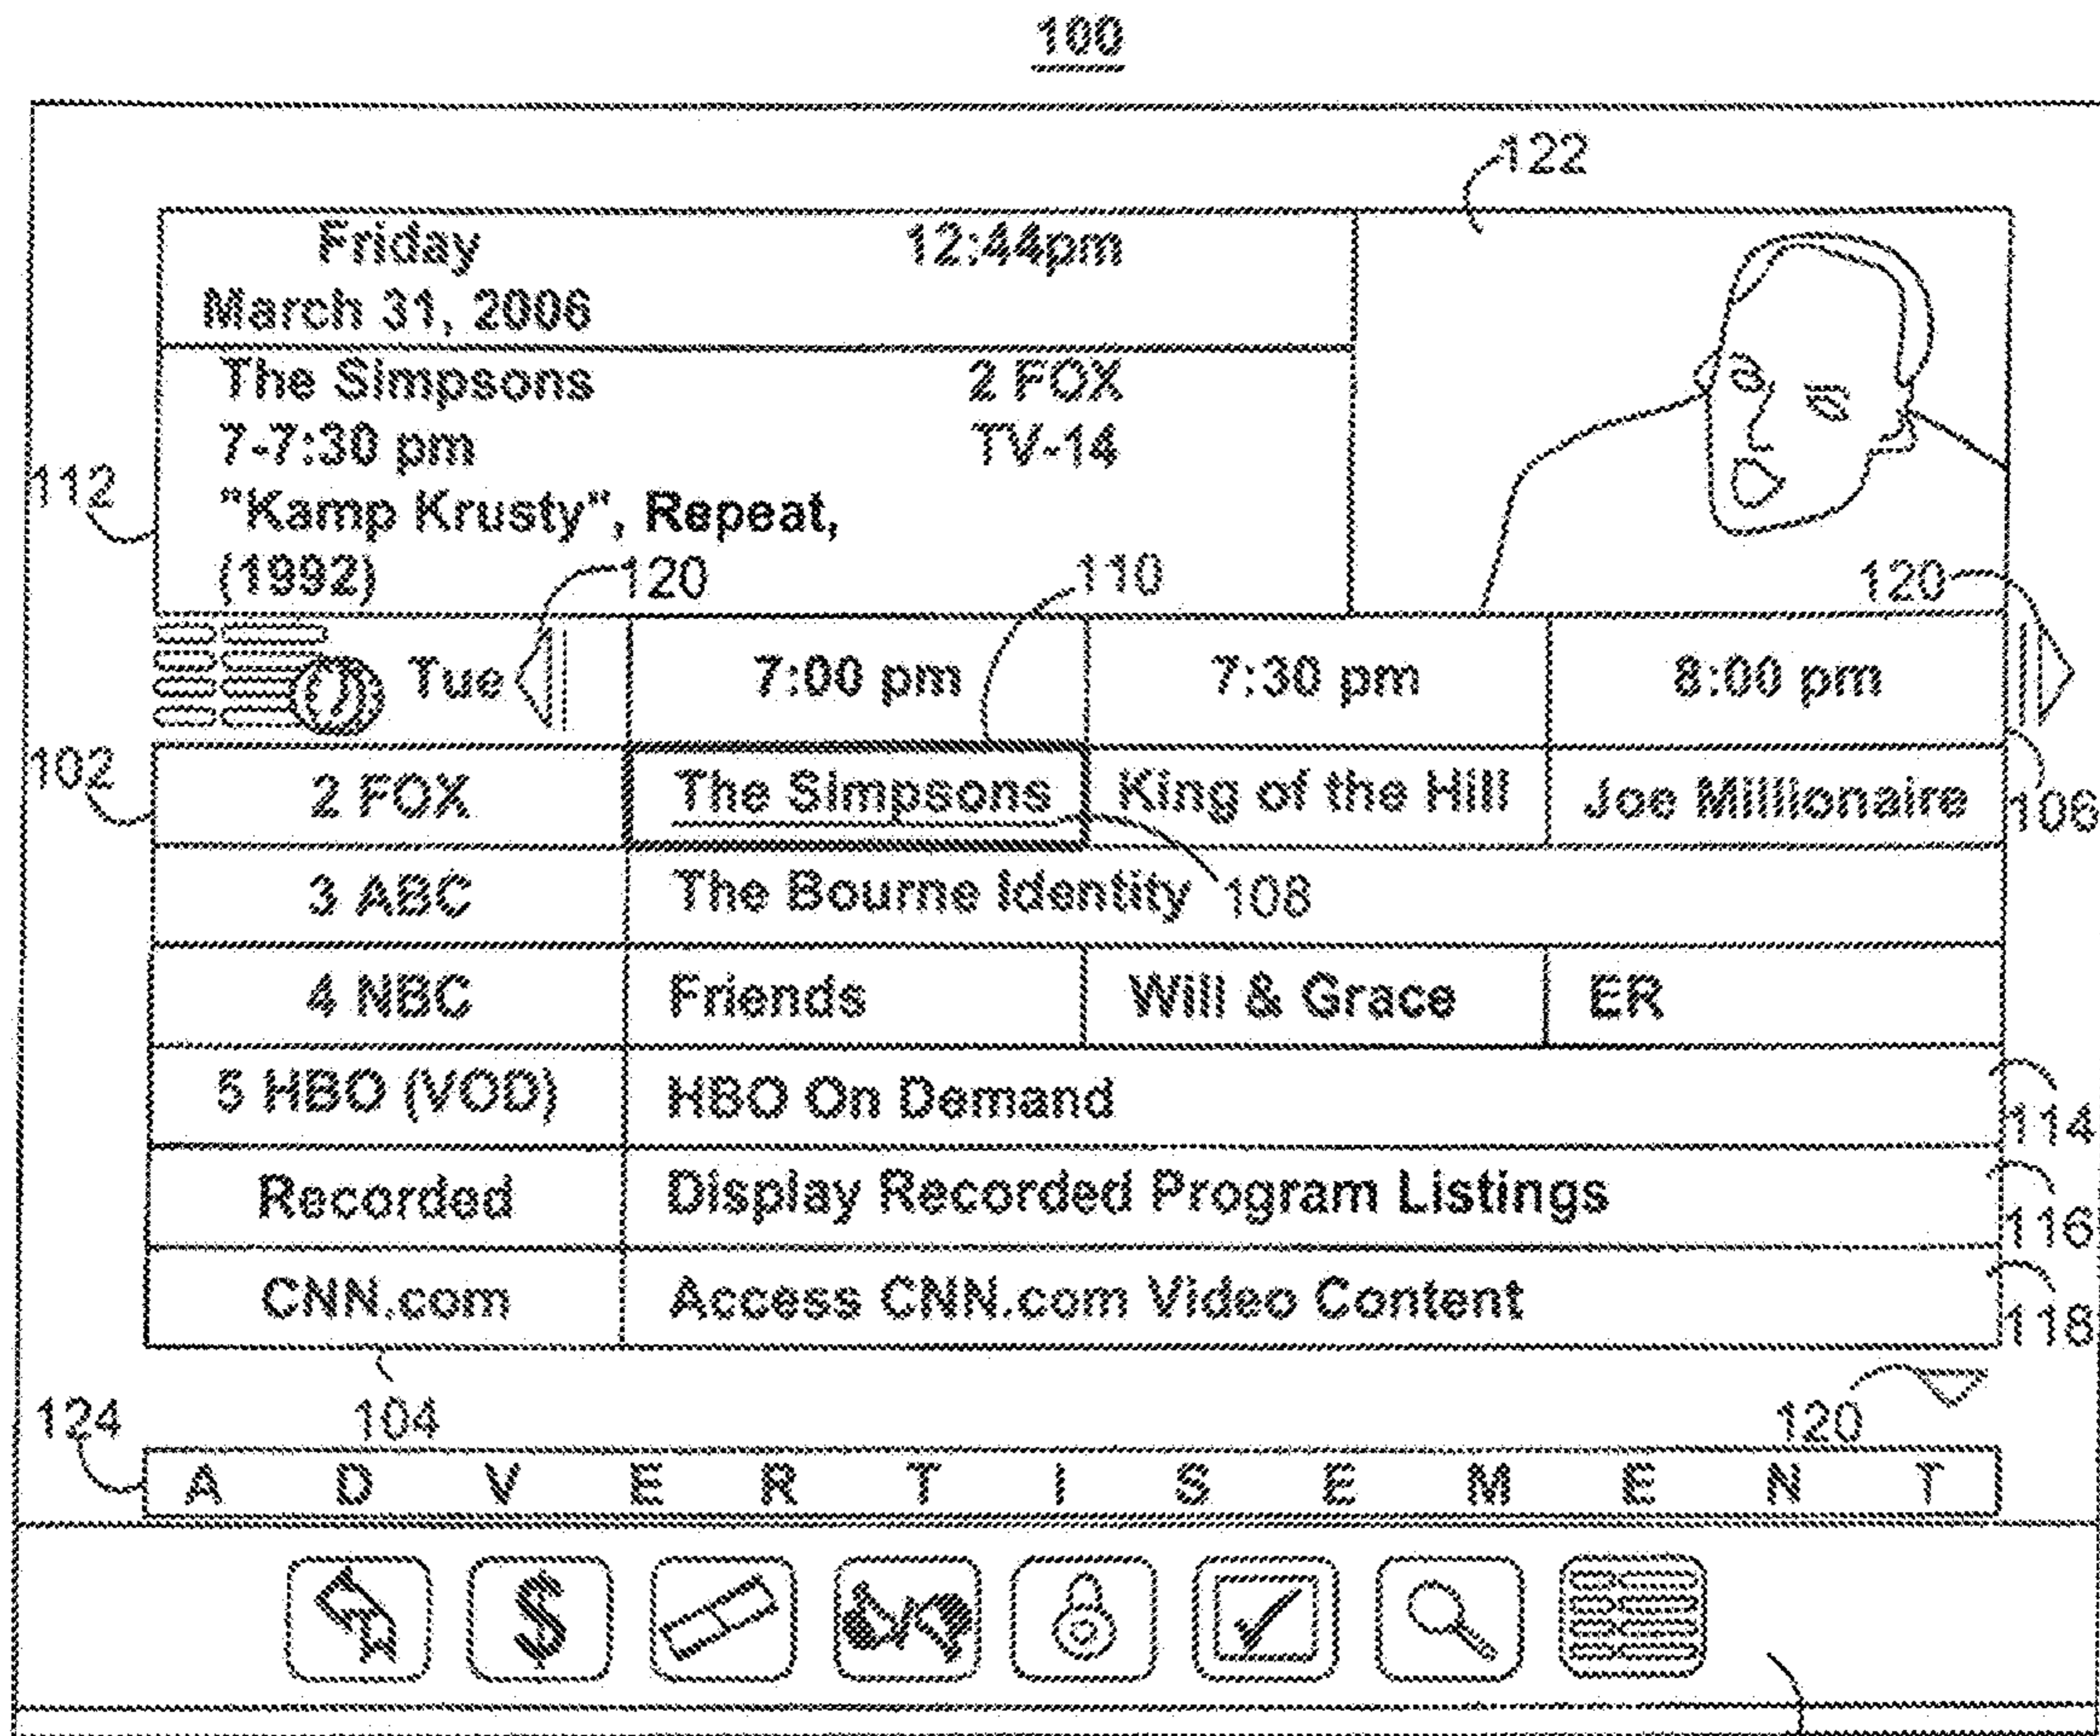 100
122
Friday 12:44pm
March 31, 2006
The Simpsons 2 FOX
7-7:30 pm TV-14
112
"Kamp Krusty", Repeat,
(1992) 120 110 120
Tue 7:00 pm 7:30 pm 8:00 pm
102
2 FOX The Simpsons King of the Hill Joe Millionaire 106
3 ABC The Bourne Identity 108
4 NBC Friends Will & Grace ER
5 HBO (VOD) HBO On Demand
114
Recorded Display Recorded Program Listings
116
CNN.com Access CNN.com Video Content
118
124 104 120
A D V E R T I S E M E N T
$